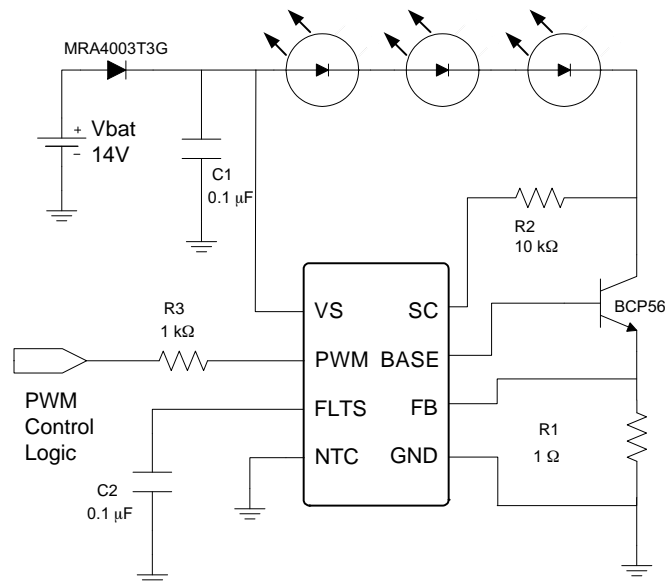 MRA4003T3G
+ Vbat
− 14V
C1
0.1 μF
R2
10 kΩ
R3
1 kΩ
VS
SC
BCP56
PWM
BASE
PWM
Control
Logic
FLTS
FB
NTC
GND
R1
1 Ω
C2
0.1 μF